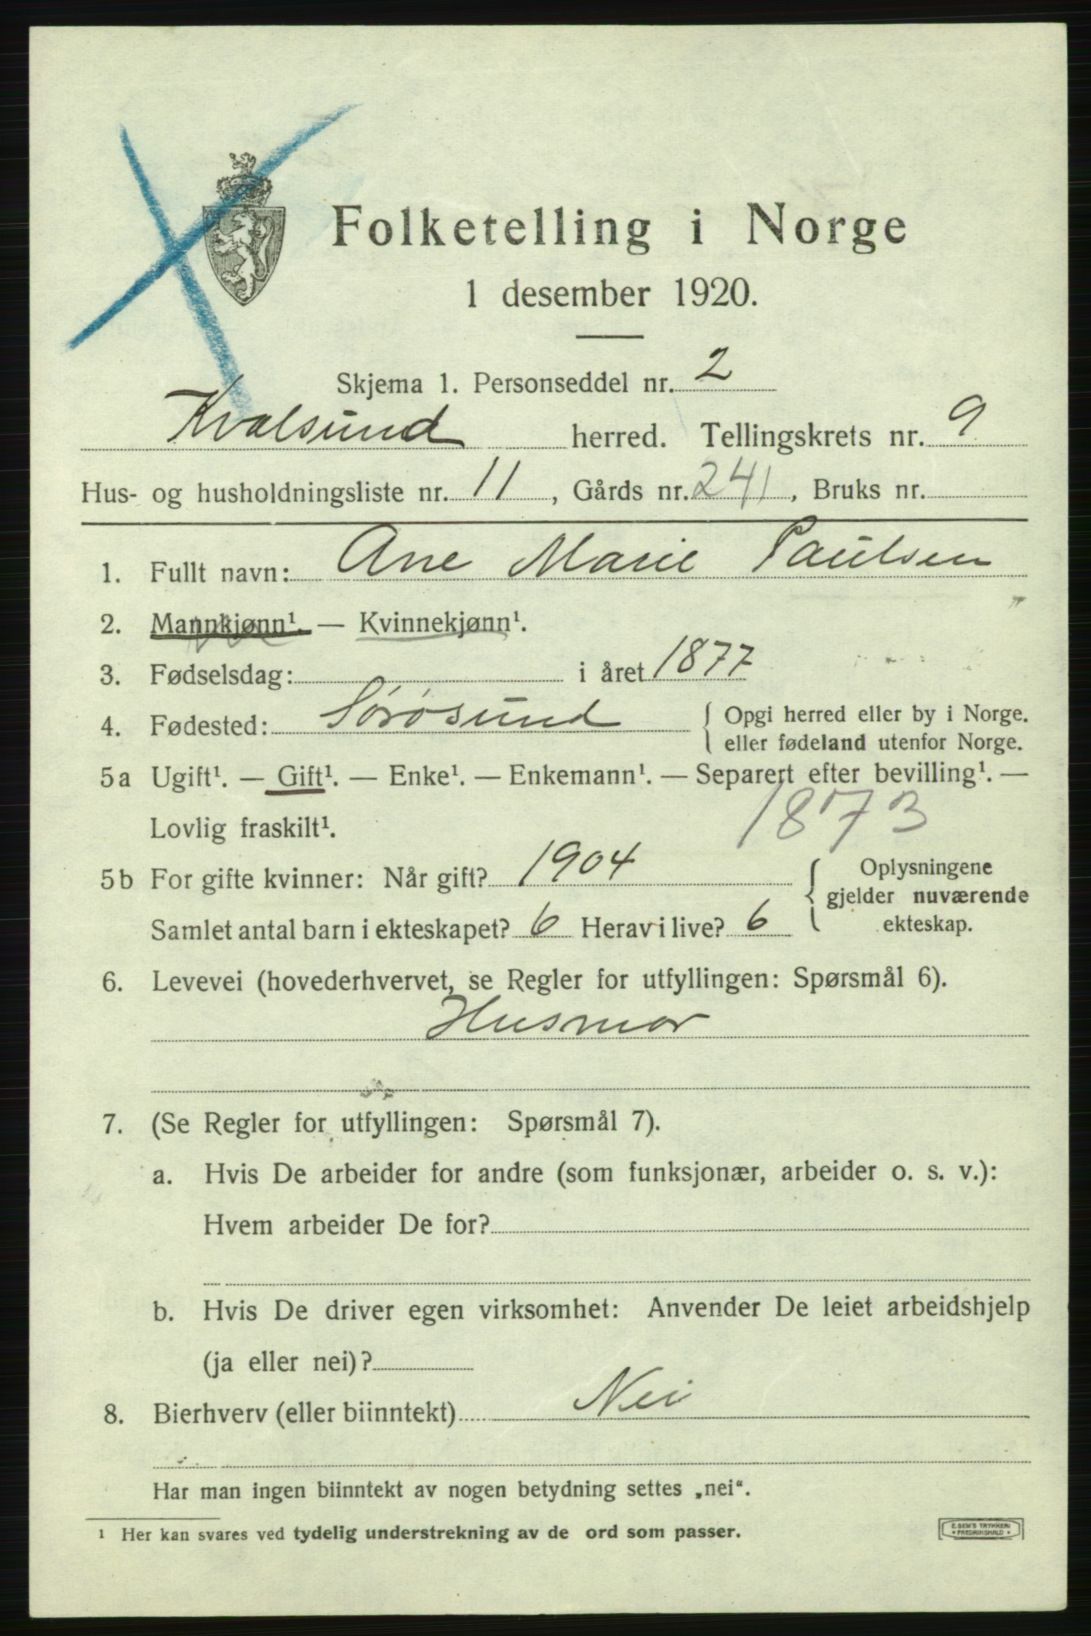 Folketelling i Norge
1 desember 1920.
Skjema 1. Personseddel nr. 2
Kvalsund herred. Tellingskrets nr. 9
Hus- og husholdningsliste nr. 11, Gårds nr. 241, Bruks nr.
1. Fullt navn: Ane Marie Paulsen
2. Mannkjønn¹. — Kvinnekjønn¹.
3. Fødselsdag: i året 1877
4. Fødested: Sørøsund { Opgi herred eller by i Norge.
eller fødeland utenfor Norge.
5a Ugift¹. — Gift¹. — Enke¹. — Enkemann¹. — Separert efter bevilling¹. —
Lovlig fraskilt¹. 1873
5b For gifte kvinner: Når gift? 1904 { Oplysningene
gjelder nuværende
Samlet antal barn i ekteskapet? 6 Herav i live? 6 ekteskap.
6. Levevei (hovederhvervet, se Regler for utfyllingen: Spørsmål 6).
Husmor
7. (Se Regler for utfyllingen: Spørsmål 7).
a. Hvis De arbeider for andre (som funksjonær, arbeider o. s. v.):
Hvem arbeider De for?
b. Hvis De driver egen virksomhet: Anvender De leiet arbeidshjelp
(ja eller nei)?
8. Bierhverv (eller biinntekt) Nei
Har man ingen biinntekt av nogen betydning settes „nei“.
¹ Her kan svares ved tydelig understrekning av de ord som passer.
E. SEM'S TRYKKERI
FREDRIKSHALD